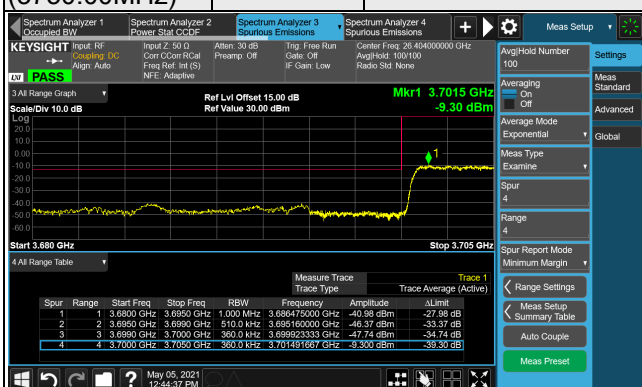 (3750.00MHz)
Spectrum Analyzer 1
Occupied BW
Spectrum Analyzer 2
Power Stat CCDF
Spectrum Analyzer 3
Spurious Emissions
Spectrum Analyzer 4
Spurious Emissions
+
Meas Setup
KEYSIGHT
Input: RF
Coupling: DC
Align: Auto
Input Z: 50 Ω
Corr CCorr RCal
Freq Ref: Int (S)
NFE: Adaptive
Atten: 30 dB
Preamp: Off
Trig: Free Run
Gate: Off
IF Gain: Low
Center Freq: 26.404000000 GHz
Avg|Hold: 100/100
Radio Std: None
LXI
PASS
3 All Range Graph
Scale/Div 10.0 dB
Ref Lvl Offset 15.00 dB
Ref Value 30.00 dBm
Mkr1 3.7015 GHz
-9.30 dBm
Log
20.0
10.0
0.00
-10.0
-20.0
-30.0
-40.0
-50.0
-60.0
1
Start 3.680 GHz
Stop 3.705 GHz
4 All Range Table
Measure Trace Trace 1
Trace Type Trace Average (Active)
Spur Range Start Freq Stop Freq RBW Frequency Amplitude ΔLimit
1 1 3.6800 GHz 3.6950 GHz 1.000 MHz 3.686475000 GHz -40.98 dBm -27.98 dB
2 2 3.6950 GHz 3.6990 GHz 510.0 kHz 3.695160000 GHz -46.37 dBm -33.37 dB
3 3 3.6990 GHz 3.7000 GHz 360.0 kHz 3.699923333 GHz -47.74 dBm -34.74 dB
4 4 3.7000 GHz 3.7050 GHz 360.0 kHz 3.701491667 GHz -9.300 dBm -39.30 dB
Avg|Hold Number
100
Averaging
On
Off
Average Mode
Exponential
Meas Type
Examine
Spur
4
Range
4
Spur Report Mode
Minimum Margin
Range Settings
Meas Setup
Summary Table
Auto Couple
Meas Preset
Settings
Meas
Standard
Advanced
Global
?
May 05, 2021
12:44:37 PM